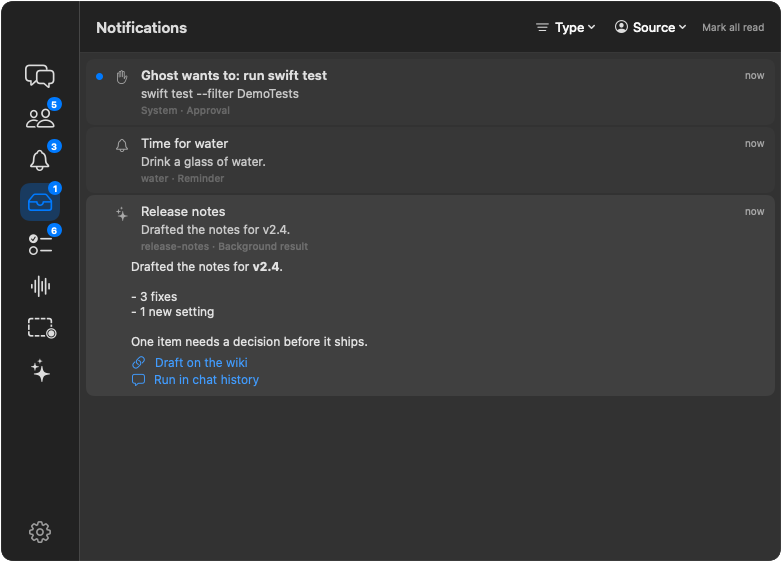 Notifications
Type
Source
Mark all read
Ghost wants to: run swift test
now
swift test --filter DemoTests
System · Approval
5
3
Time for water
now
Drink a glass of water.
water · Reminder
1
Release notes
now
Drafted the notes for v2.4.
release-notes · Background result
6
Drafted the notes for v2.4.
- 3 fixes
- 1 new setting
One item needs a decision before it ships.
Draft on the wiki
Run in chat history